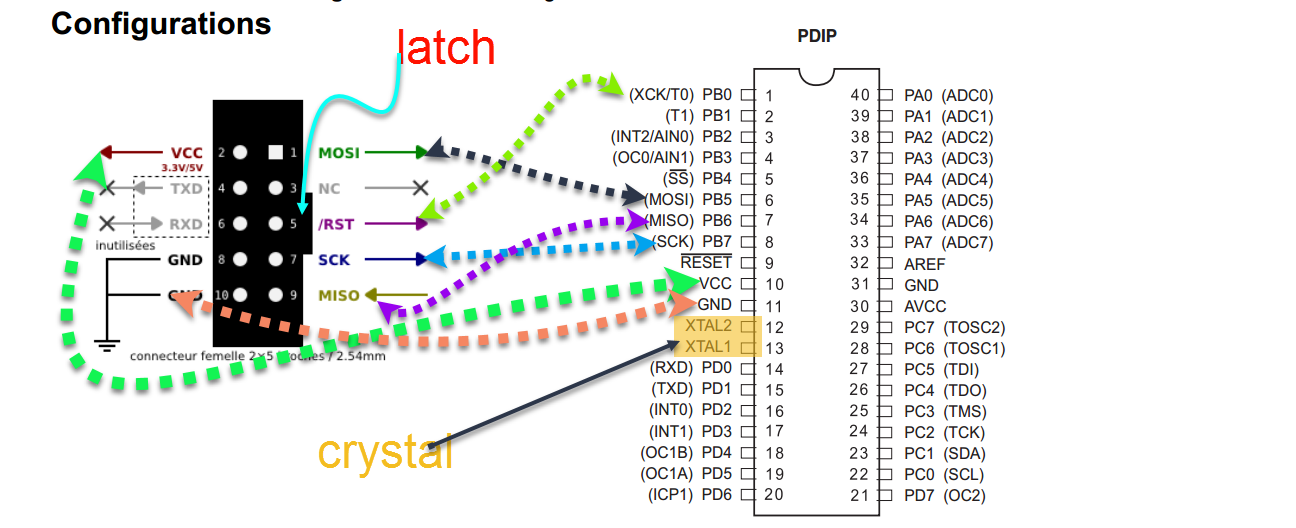 Configurations
latch
PDIP
VCC 2 1 MOSI
3.3V/5V
TXD 4 3 NC
RXD 6 5 /RST
inutilisées
GND 8 7 SCK
GND 10 9 MISO
connecteur femelle 2×5 broches / 2.54mm
crystal
(XCK/T0) PB0 1 40 PA0 (ADC0)
(T1) PB1 2 39 PA1 (ADC1)
(INT2/AIN0) PB2 3 38 PA2 (ADC2)
(OC0/AIN1) PB3 4 37 PA3 (ADC3)
(SS) PB4 5 36 PA4 (ADC4)
(MOSI) PB5 6 35 PA5 (ADC5)
(MISO) PB6 7 34 PA6 (ADC6)
(SCK) PB7 8 33 PA7 (ADC7)
RESET 9 32 AREF
VCC 10 31 GND
GND 11 30 AVCC
XTAL2 12 29 PC7 (TOSC2)
XTAL1 13 28 PC6 (TOSC1)
(RXD) PD0 14 27 PC5 (TDI)
(TXD) PD1 15 26 PC4 (TDO)
(INT0) PD2 16 25 PC3 (TMS)
(INT1) PD3 17 24 PC2 (TCK)
(OC1B) PD4 18 23 PC1 (SDA)
(OC1A) PD5 19 22 PC0 (SCL)
(ICP1) PD6 20 21 PD7 (OC2)